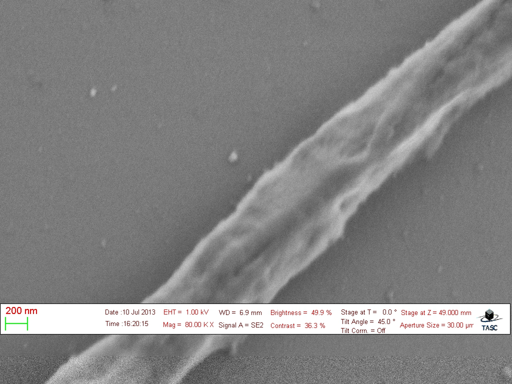 200 nm
Date :10 Jul 2013 EHT = 1.00 kV WD = 6.9 mm Brightness = 49.9 % Stage at T = 0.0 ° Stage at Z = 49.000 mm
Time :16:20:15 Mag = 80.00 K X Signal A = SE2 Contrast = 36.3 % Tilt Angle = 45.0 ° Aperture Size = 30.00 µm
Tilt Corrn. = Off
TASC